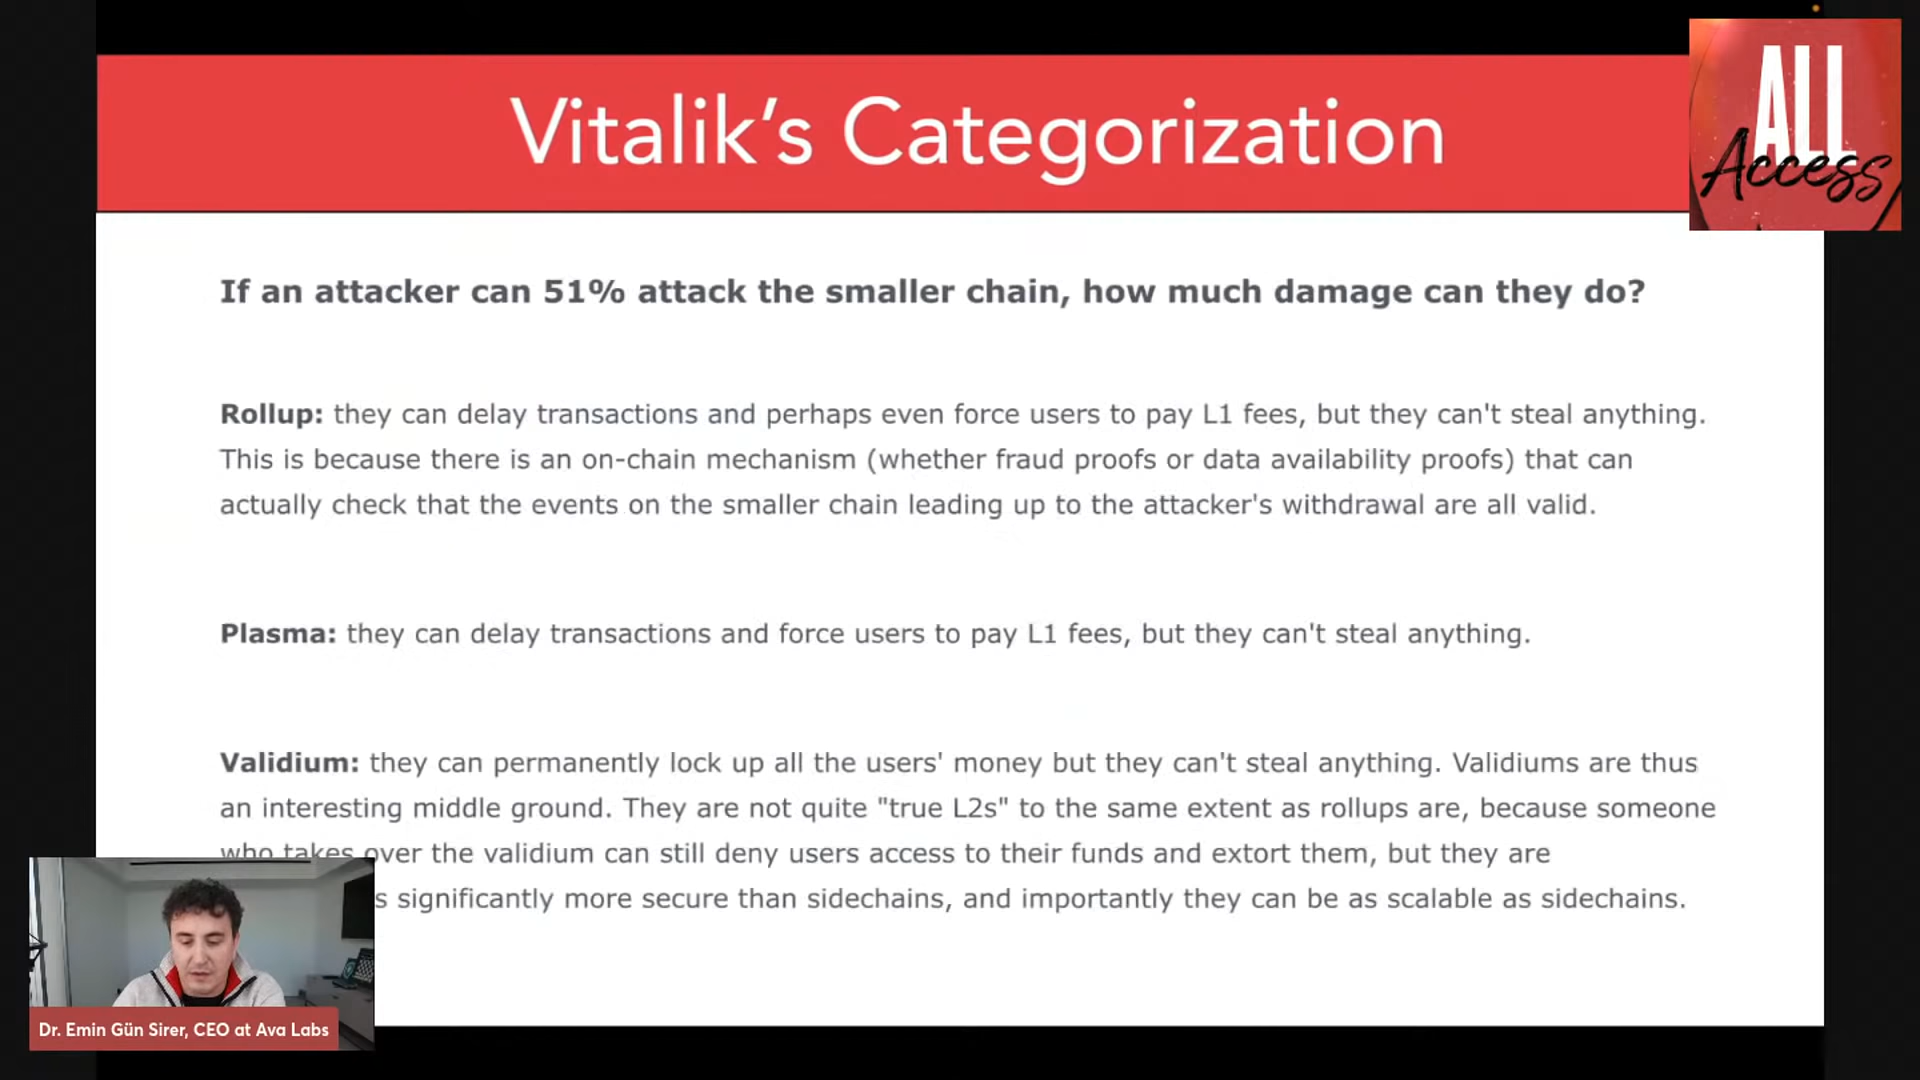 Vitalik's Categorization
ALL
Access
If an attacker can 51% attack the smaller chain, how much damage can they do?
Rollup: they can delay transactions and perhaps even force users to pay L1 fees, but they can't steal anything.
This is because there is an on-chain mechanism (whether fraud proofs or data availability proofs) that can
actually check that the events on the smaller chain leading up to the attacker's withdrawal are all valid.
Plasma: they can delay transactions and force users to pay L1 fees, but they can't steal anything.
Validium: they can permanently lock up all the users' money but they can't steal anything. Validiums are thus
an interesting middle ground. They are not quite "true L2s" to the same extent as rollups are, because someone
who takes over the validium can still deny users access to their funds and extort them, but they are
significantly more secure than sidechains, and importantly they can be as scalable as sidechains.
Dr. Emin Gün Sirer, CEO at Ava Labs